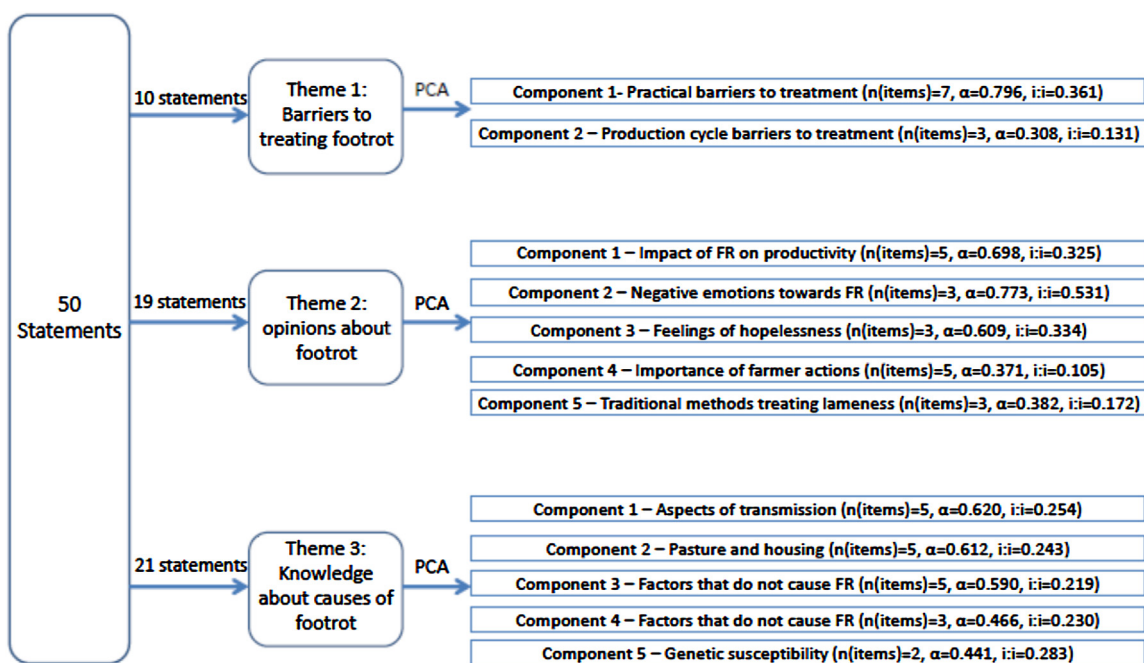 50
Statements
10 statements
Theme 1:
Barriers to
treating footrot
PCA
Component 1- Practical barriers to treatment (n(items)=7, α=0.796, i:i=0.361)
Component 2 – Production cycle barriers to treatment (n(items)=3, α=0.308, i:i=0.131)
19 statements
Theme 2:
opinions about
footrot
PCA
Component 1 – Impact of FR on productivity (n(items)=5, α=0.698, i:i=0.325)
Component 2 – Negative emotions towards FR (n(items)=3, α=0.773, i:i=0.531)
Component 3 – Feelings of hopelessness (n(items)=3, α=0.609, i:i=0.334)
Component 4 – Importance of farmer actions (n(items)=5, α=0.371, i:i=0.105)
Component 5 – Traditional methods treating lameness (n(items)=3, α=0.382, i:i=0.172)
21 statements
Theme 3:
Knowledge
about causes of
footrot
PCA
Component 1 – Aspects of transmission (n(items)=5, α=0.620, i:i=0.254)
Component 2 – Pasture and housing (n(items)=5, α=0.612, i:i=0.243)
Component 3 – Factors that do not cause FR (n(items)=5, α=0.590, i:i=0.219)
Component 4 – Factors that do not cause FR (n(items)=3, α=0.466, i:i=0.230)
Component 5 – Genetic susceptibility (n(items)=2, α=0.441, i:i=0.283)